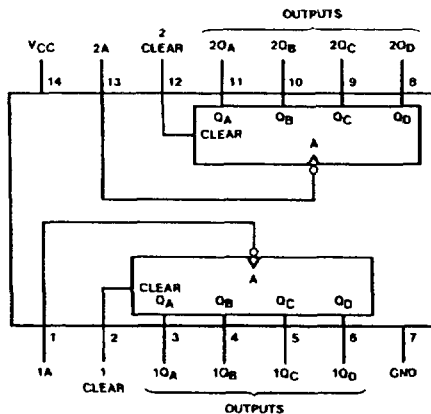 OUTPUTS
VCC 2A 2 CLEAR 2QA 2QB 2QC 2QD
14 13 12 11 10 9 8
QA QB QC QD
CLEAR
A
A
CLEAR
QA QB QC QD
1 2 3 4 5 6 7
1A 1 CLEAR 1QA 1QB 1QC 1QD GND
OUTPUTS